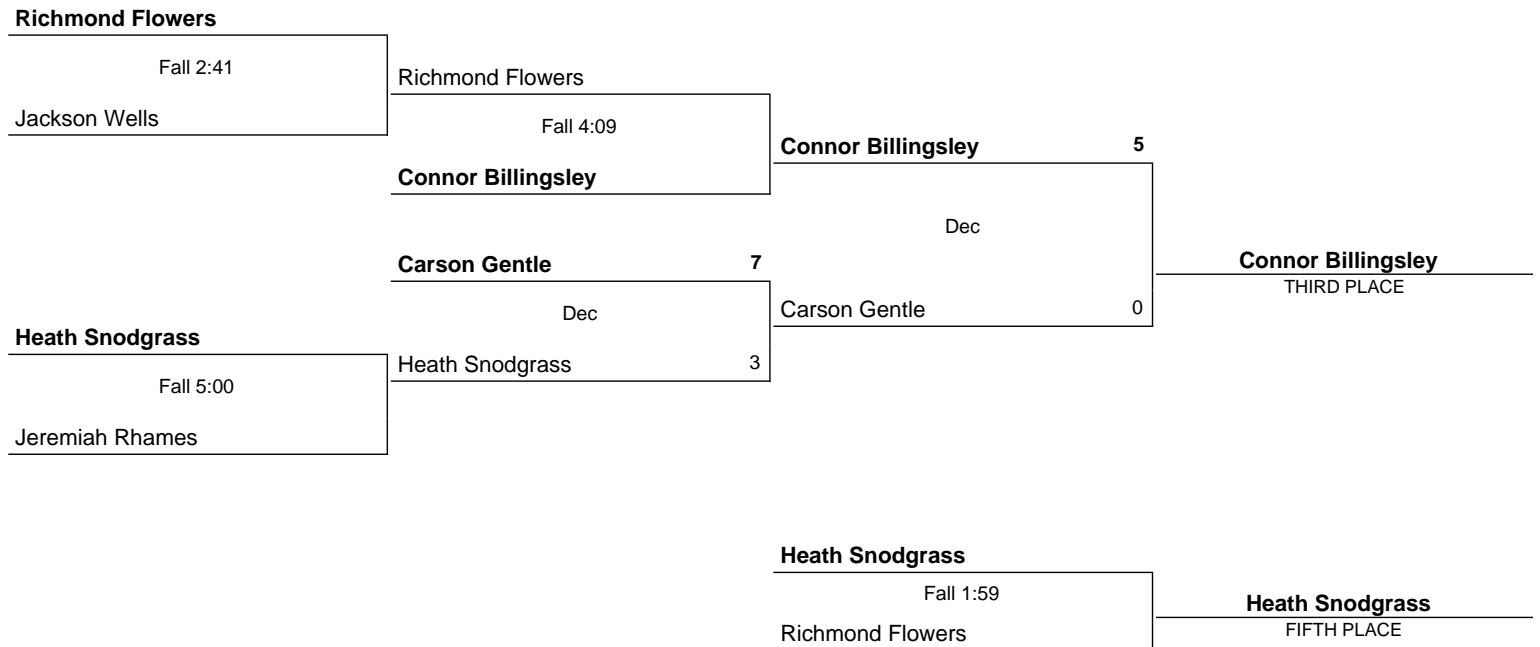 Richmond Flowers
Fall 2:41
Jackson Wells
Richmond Flowers
Fall 4:09
Connor Billingsley
Connor Billingsley 5
Dec
Carson Gentle 0
Connor Billingsley
THIRD PLACE
Carson Gentle 7
Dec
Heath Snodgrass 3
Heath Snodgrass
Fall 5:00
Jeremiah Rhames
Heath Snodgrass
Fall 1:59
Richmond Flowers
Heath Snodgrass
FIFTH PLACE